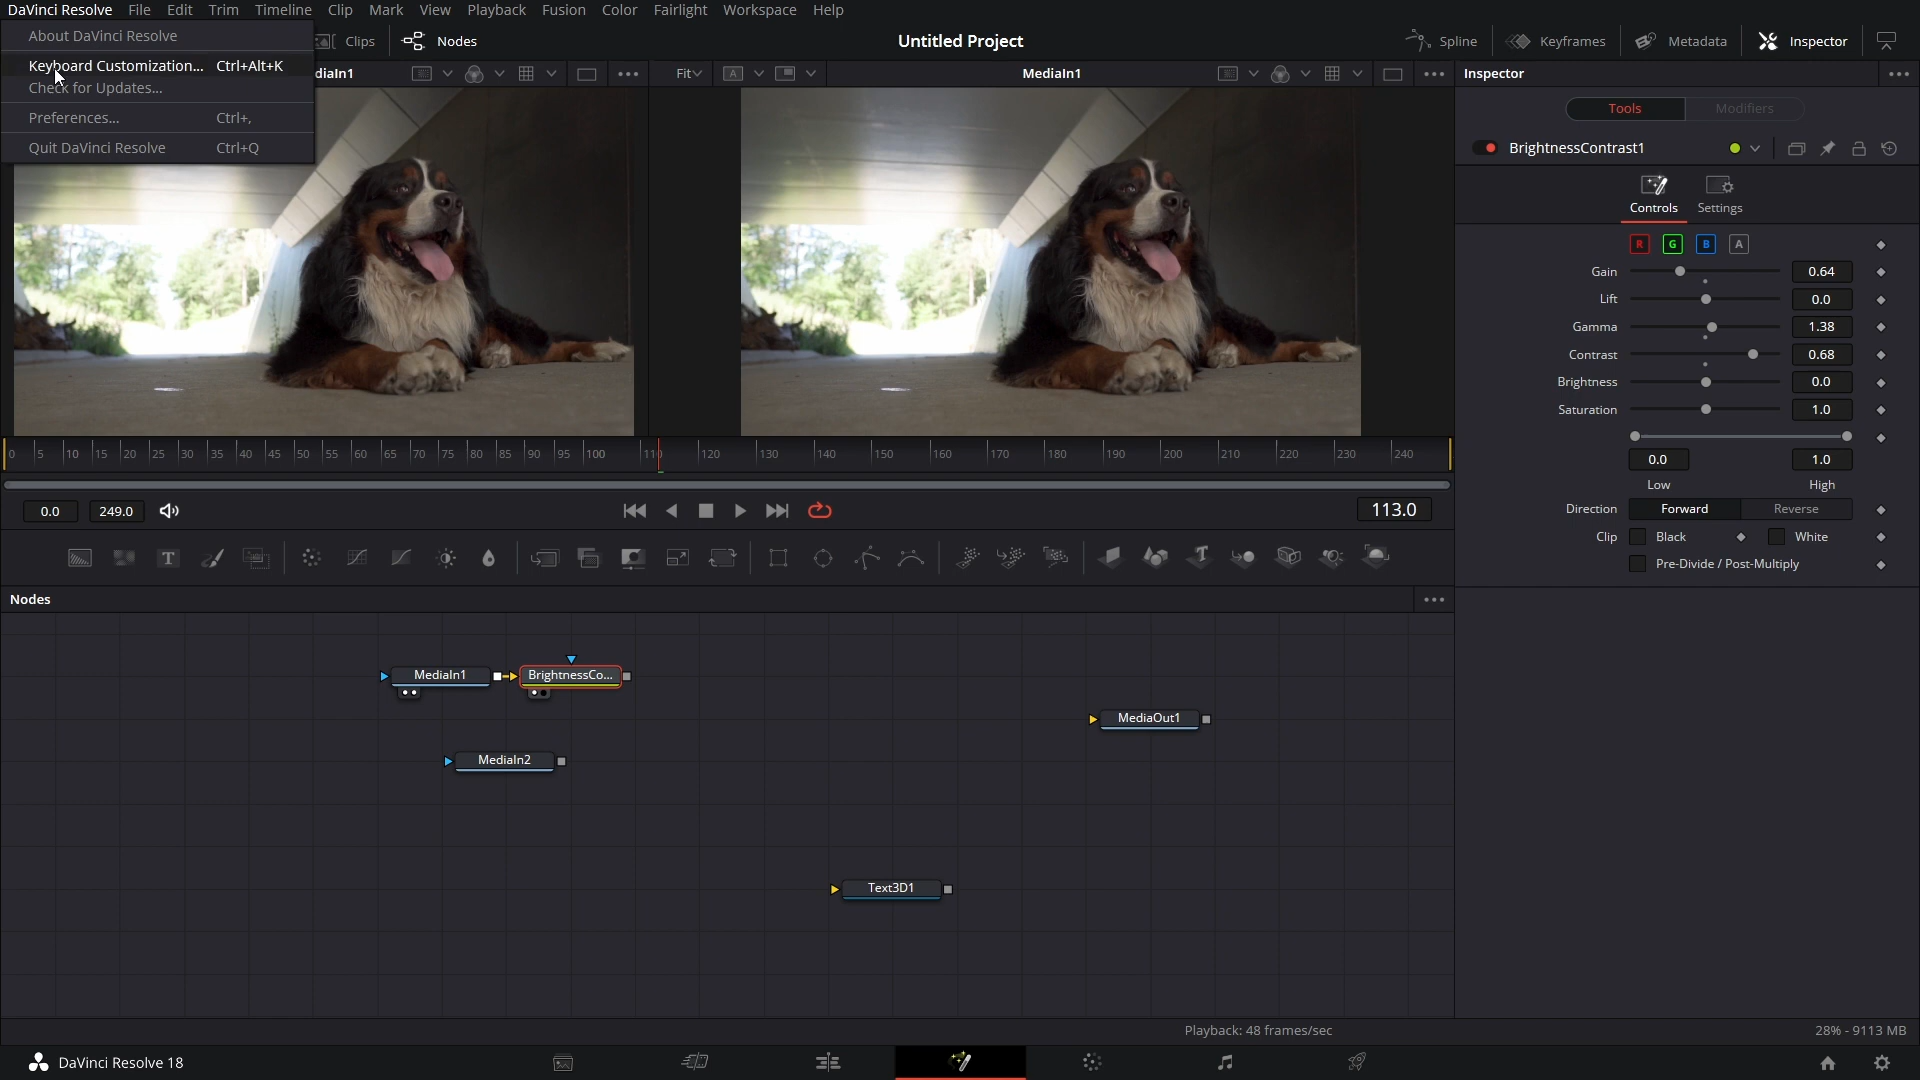 DaVinci Resolve File Edit Trim Timeline Clip Mark View Playback Fusion Color Fairlight Workspace Help
About DaVinci Resolve
Keyboard Customization... Ctrl+Alt+K
Check for Updates...
Preferences... Ctrl+,
Quit DaVinci Resolve Ctrl+Q
Clips Nodes Untitled Project Spline Keyframes Metadata Inspector
diaIn1 Fit A MediaIn1 Inspector
Tools Modifiers
BrightnessContrast1
Controls Settings
R G B A
Gain 0.64
Lift 0.0
Gamma 1.38
Contrast 0.68
Brightness 0.0
Saturation 1.0
0.0 1.0
Low High
Direction Forward Reverse
Clip Black White
Pre-Divide / Post-Multiply
0 5 10 15 20 25 30 35 40 45 50 55 60 65 70 75 80 85 90 95 100 110 120 130 140 150 160 170 180 190 200 210 220 230 240
0.0 249.0 113.0
T
Nodes
MediaIn1 BrightnessCo...
MediaOut1
MediaIn2
Text3D1
Playback: 48 frames/sec 28% - 9113 MB
DaVinci Resolve 18